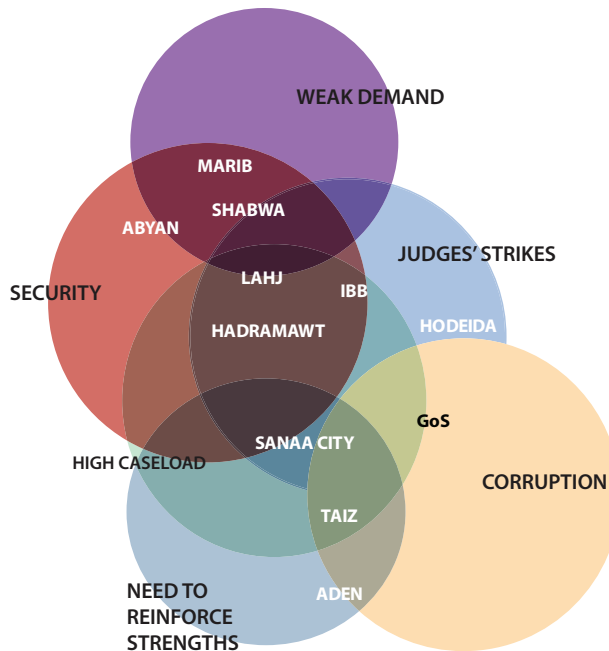 WEAK DEMAND
MARIB
SHABWA
ABYAN
JUDGES’ STRIKES
LAHJ
IBB
SECURITY
HADRAMAWT
HODEIDA
GoS
SANAA CITY
HIGH CASELOAD
CORRUPTION
TAIZ
ADEN
NEED TO
REINFORCE
STRENGTHS